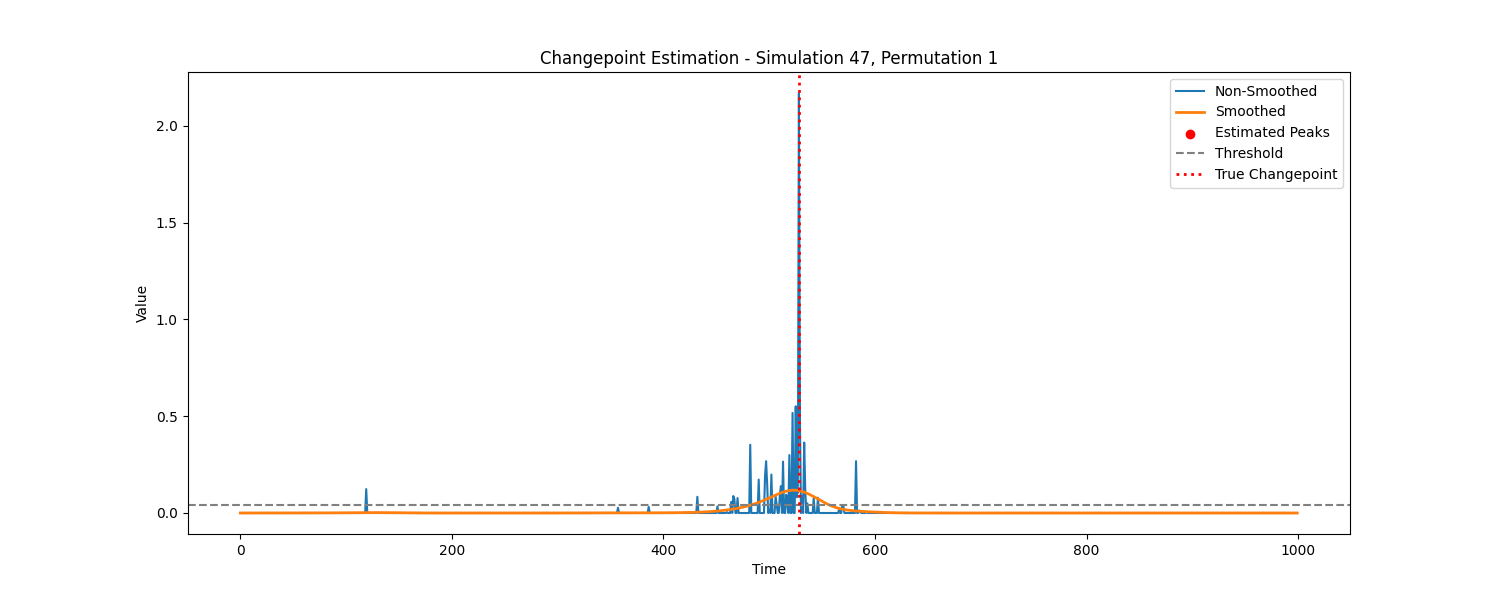 Changepoint Estimation - Simulation 47, Permutation 1
Non-Smoothed
Smoothed
Estimated Peaks
Threshold
True Changepoint
Value
2.0
1.5
1.0
0.5
0.0
0 200 400 600 800 1000
Time